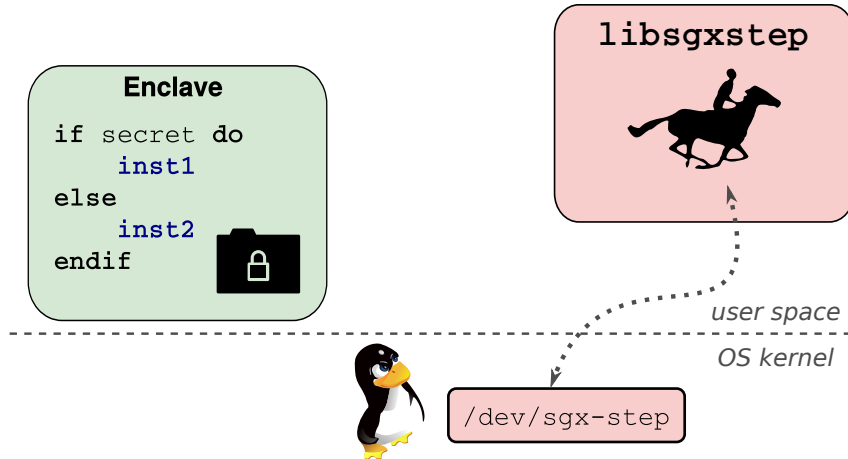 libsgxstep
Enclave
if secret do
inst1
else
inst2
endif
user space
OS kernel
/dev/sgx-step